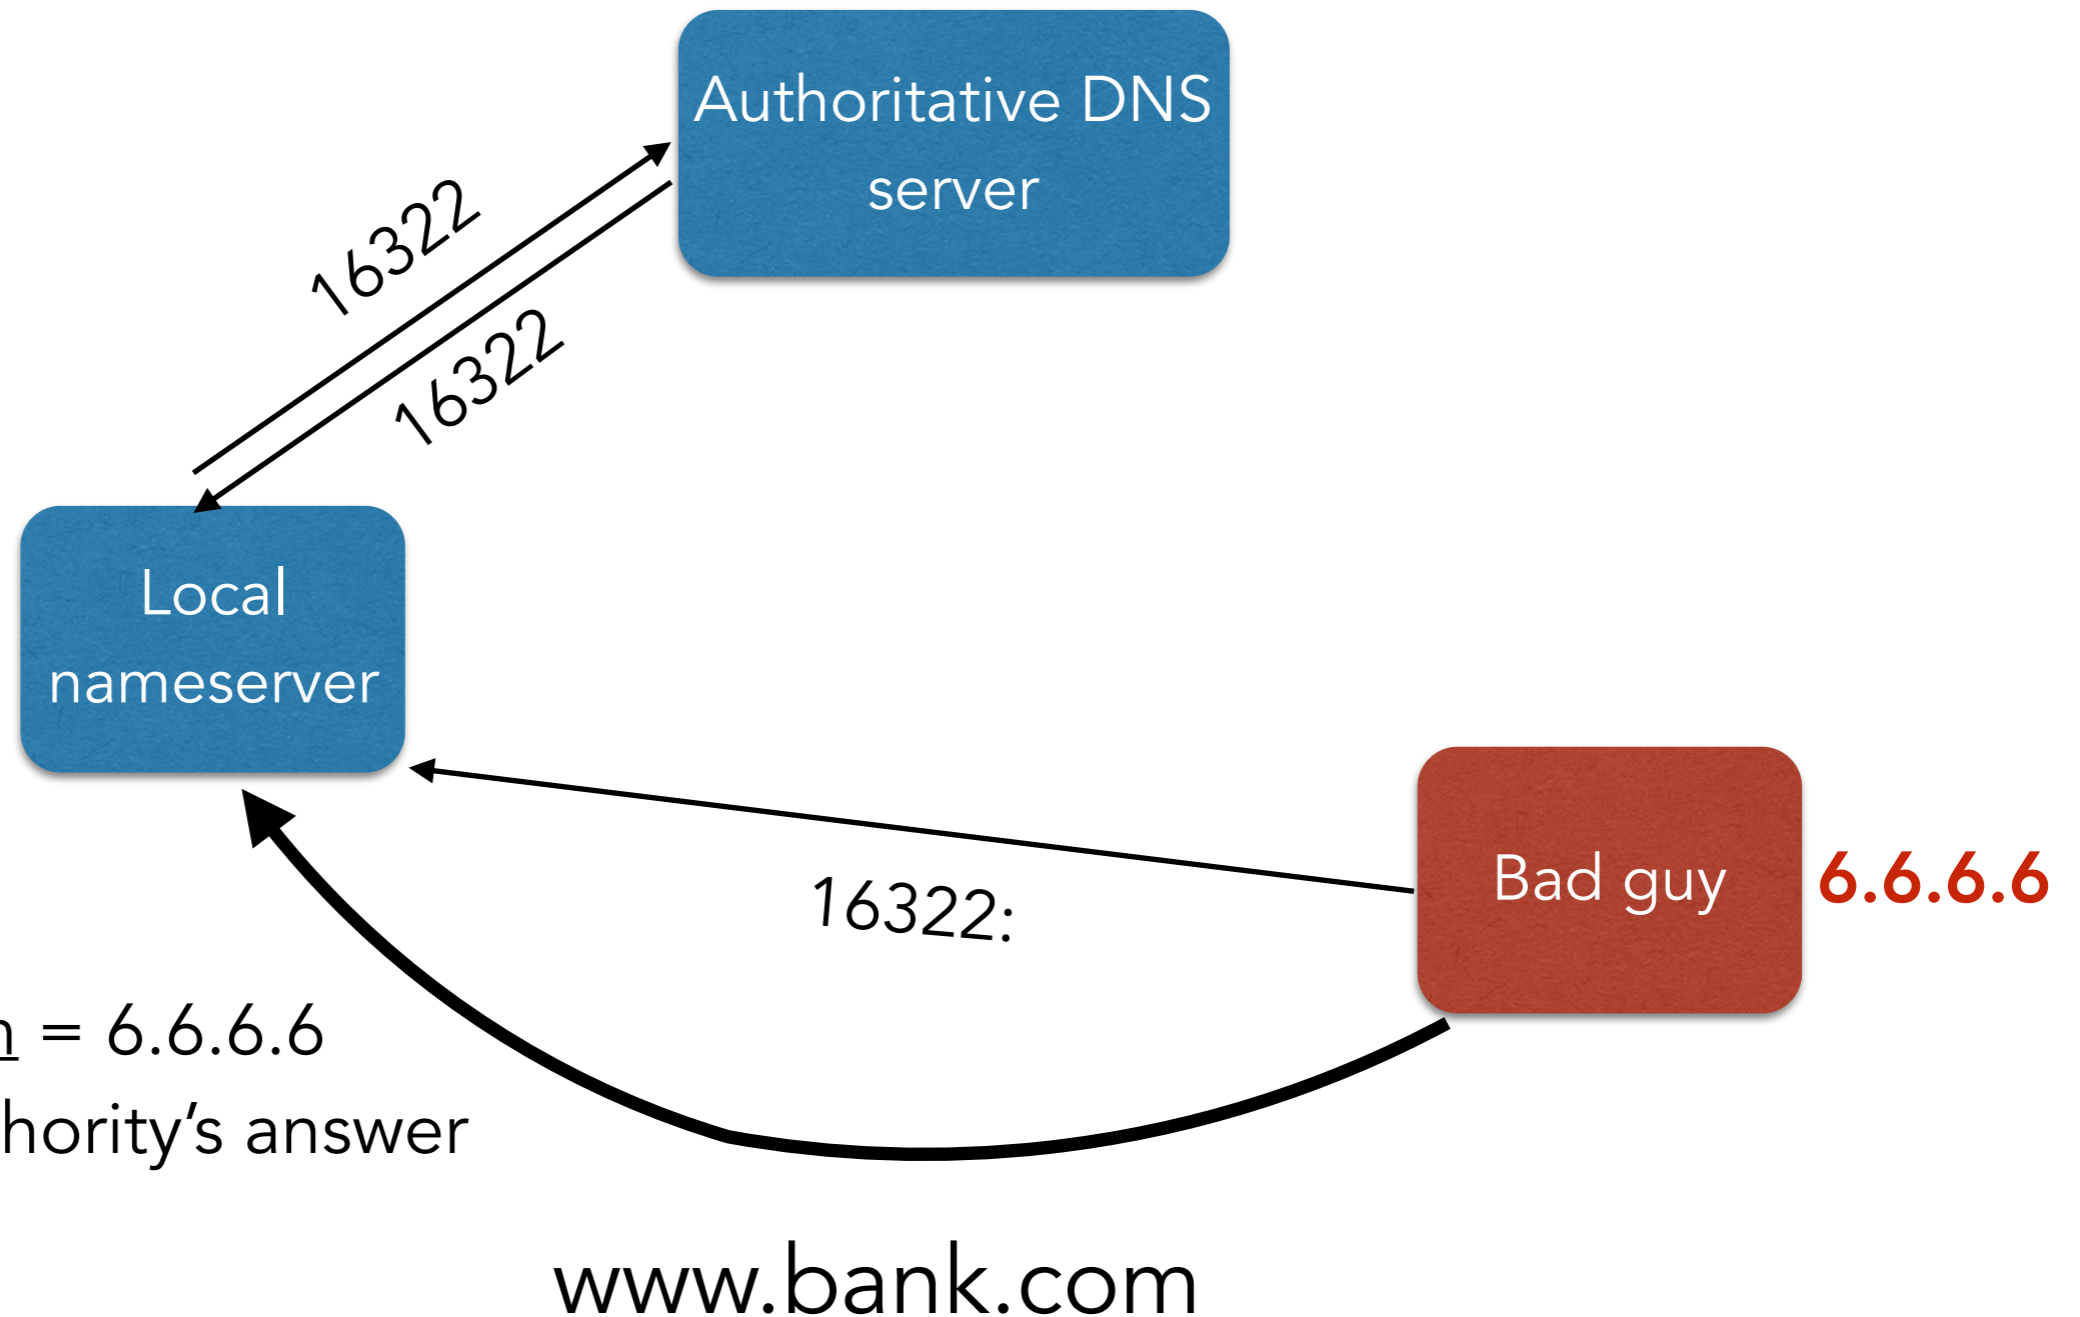 Authoritative DNS
server
16322
16322
Local
nameserver
16322:
Bad guy
6.6.6.6
= 6.6.6.6
answer
www.bank.com